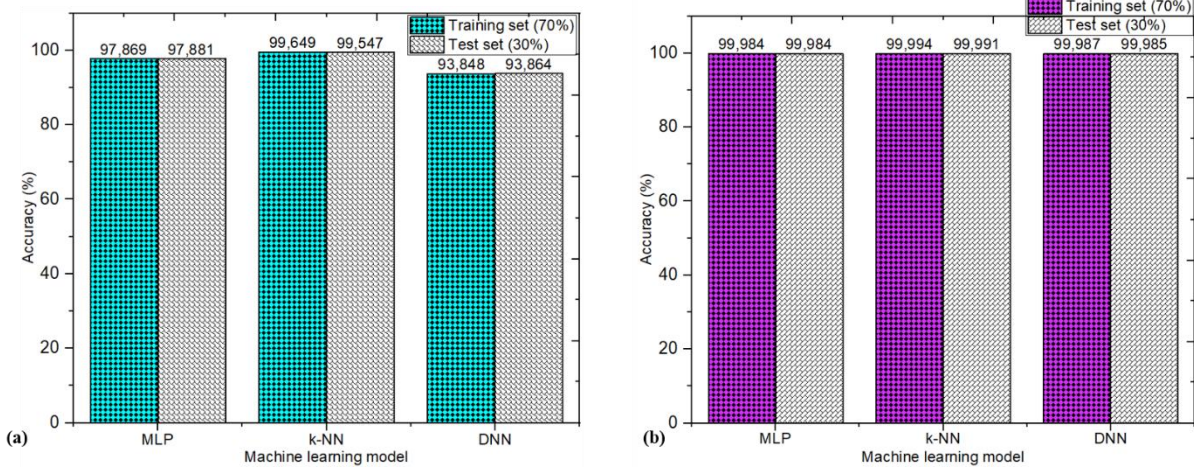 Training set (70%)
Test set (30%)
100
80
60
40
20
0
Accuracy (%)
97,869 97,881
99,649 99,547
93,848 93,864
MLP k-NN DNN
Machine learning model
(a)
Training set (70%)
Test set (30%)
100
80
60
40
20
0
Accuracy (%)
99,984 99,984
99,994 99,991
99,987 99,985
MLP k-NN DNN
Machine learning model
(b)